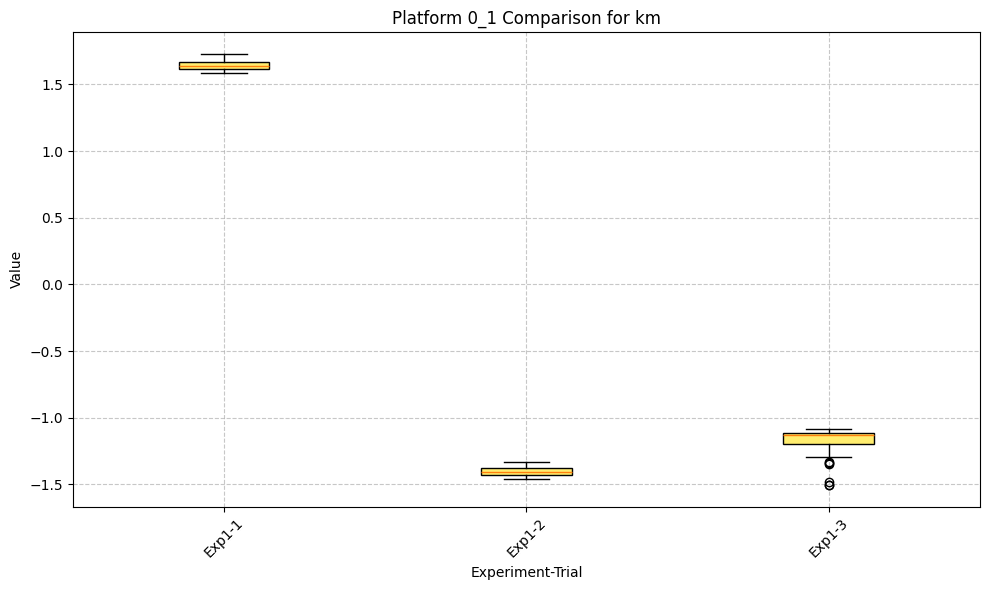 Platform 0_1 Comparison for km
Value
1.5
1.0
0.5
0.0
−0.5
−1.0
−1.5
Exp1-1
Exp1-2
Exp1-3
Experiment-Trial